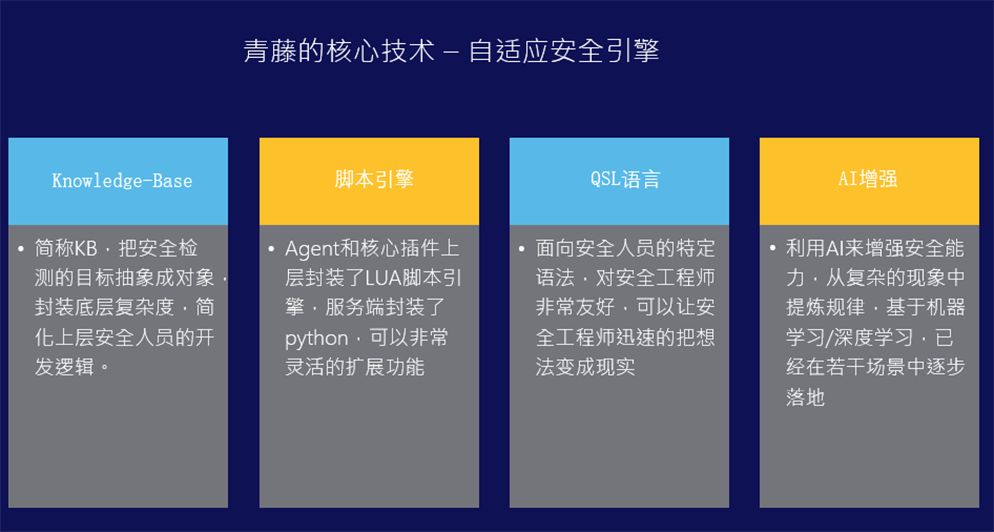 青藤的核心技术 – 自适应安全引擎
Knowledge-Base
• 简称KB，把安全检
测的目标抽象成对象，
封装底层复杂度，简
化上层安全人员的开
发逻辑。
脚本引擎
• Agent和核心插件上
层封装了LUA脚本引
擎，服务端封装了
python，可以非常
灵活的扩展功能
QSL语言
• 面向安全人员的特定
语法，对安全工程师
非常友好，可以让安
全工程师迅速的把想
法变成现实
AI增强
• 利用AI来增强安全能
力，从复杂的现象中
提炼规律，基于机器
学习/深度学习，已
经在若干场景中逐步
落地